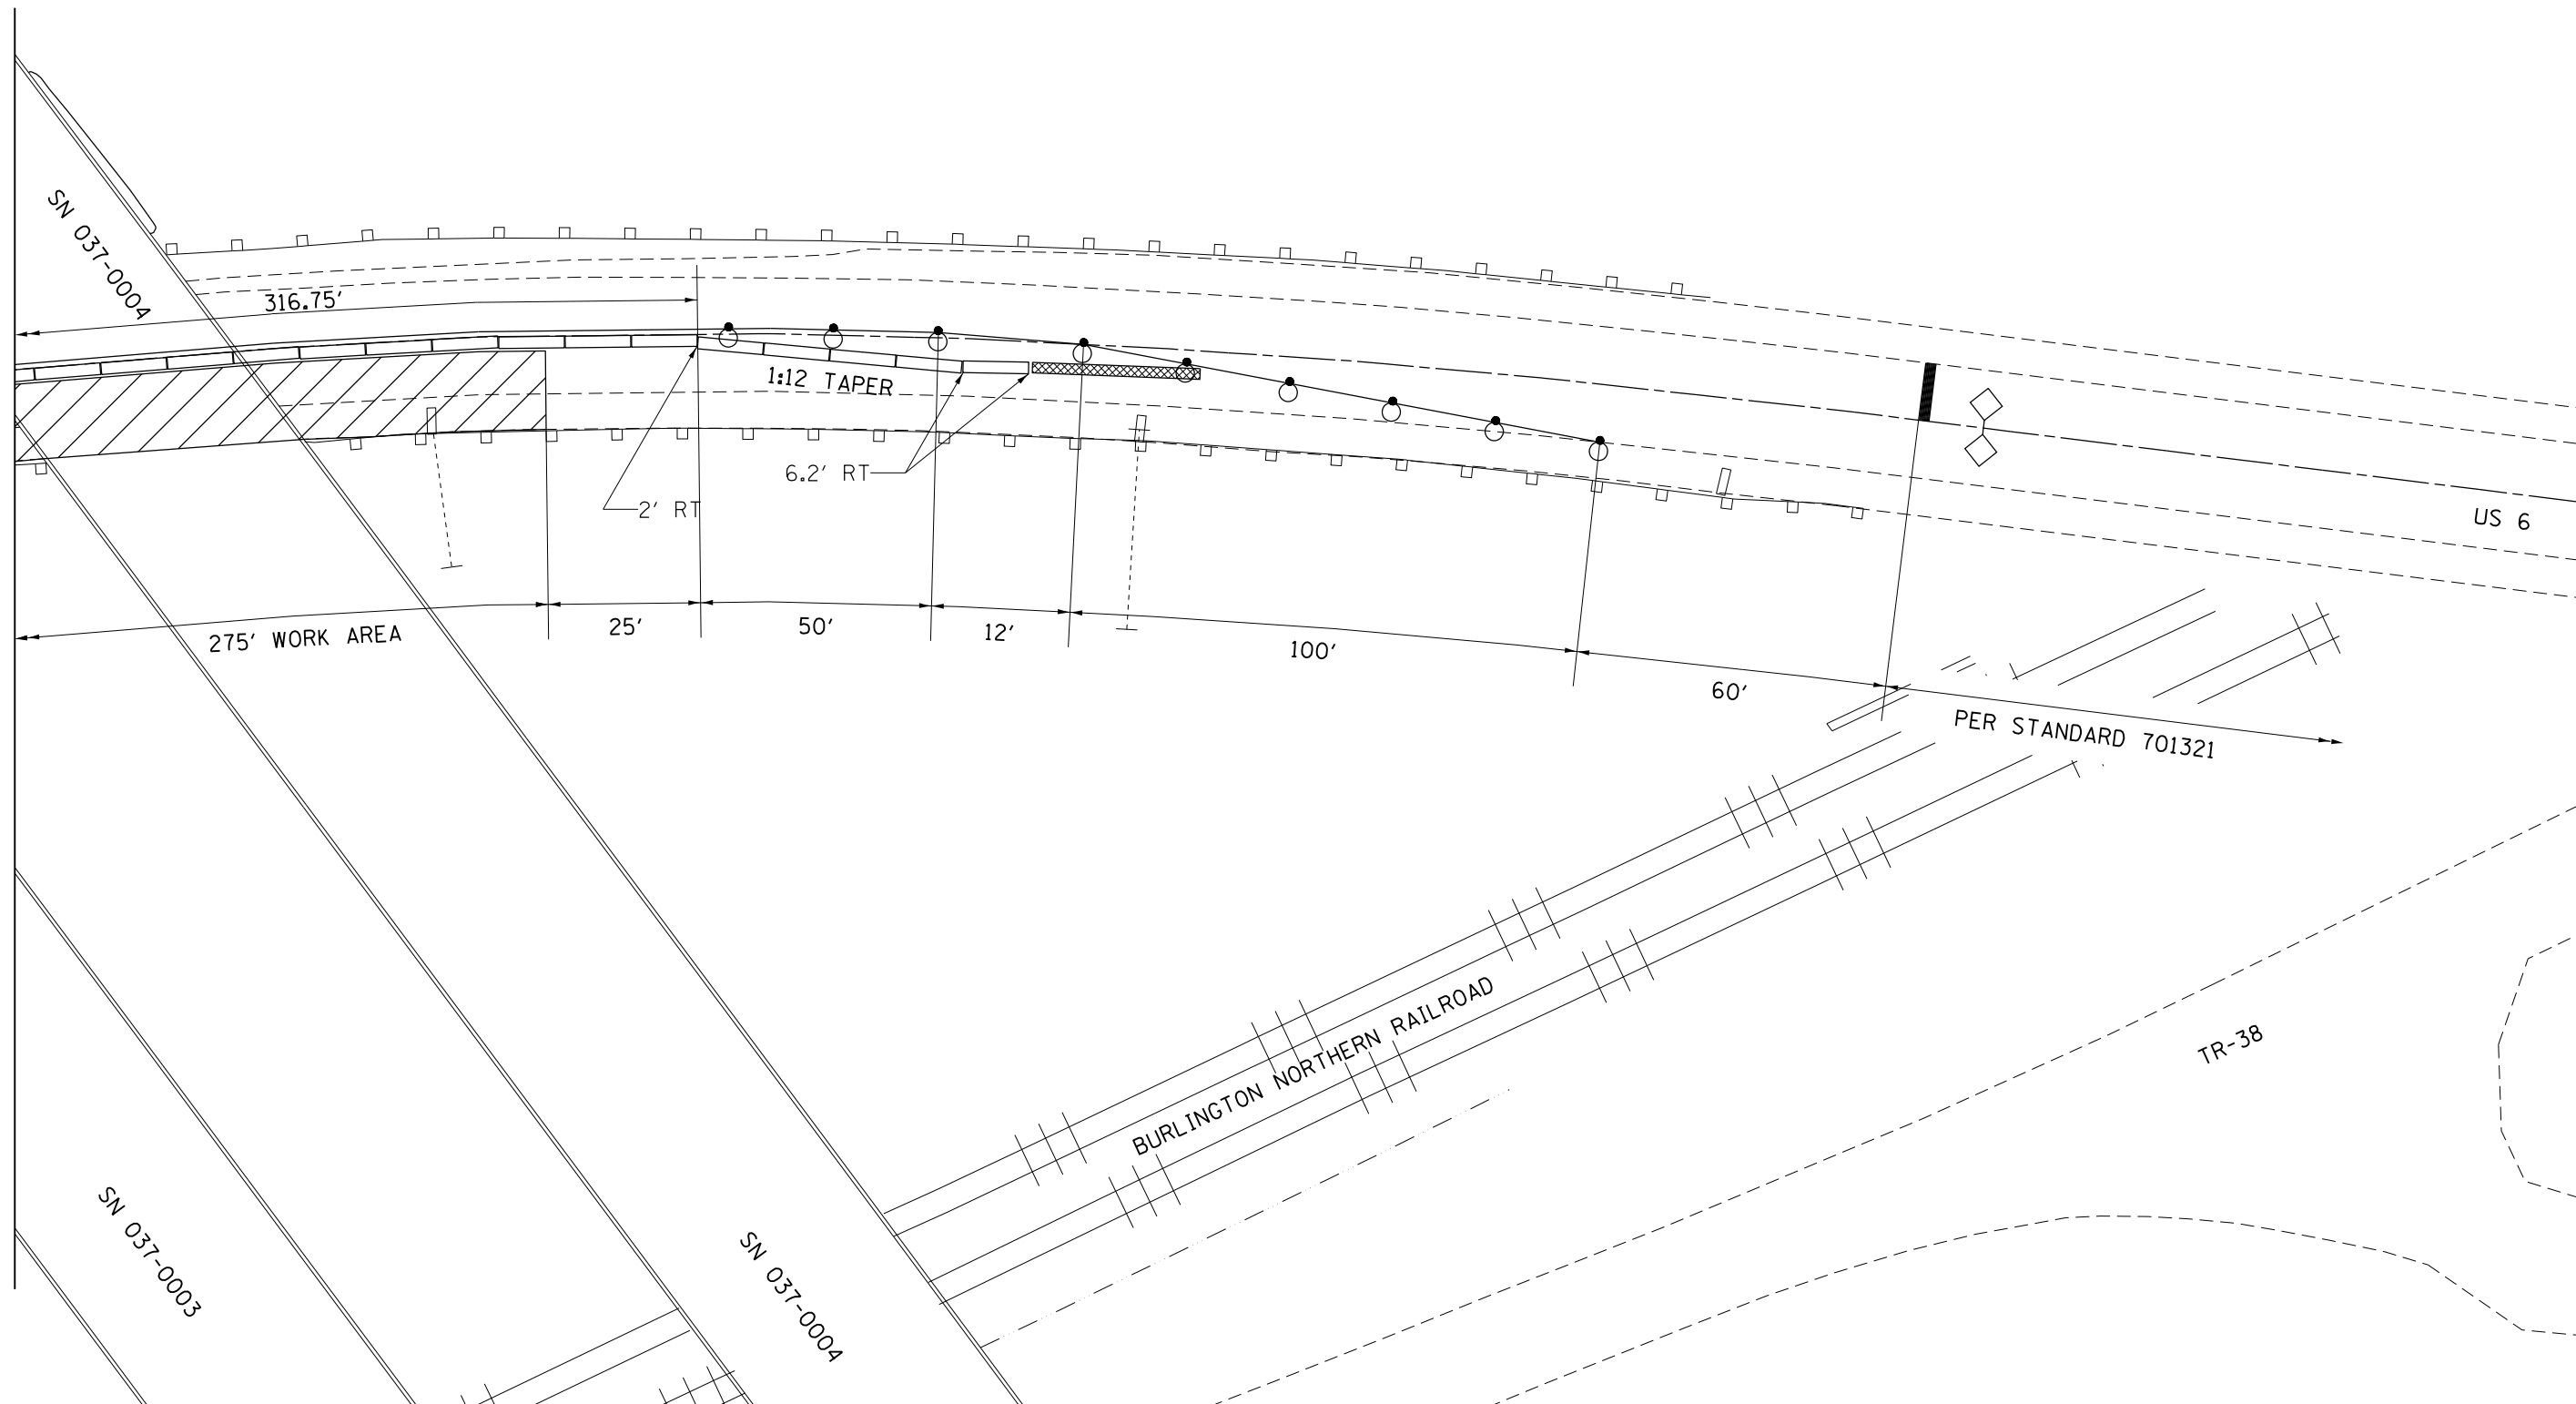 SN 037-0004
316.75'
1:12 TAPER
6.2' RT
2' RT
US 6
275' WORK AREA
25'
50'
12'
100'
60'
PER STANDARD 701321
BURLINGTON NORTHERN RAILROAD
TR-38
SN 037-0003
SN 037-0004